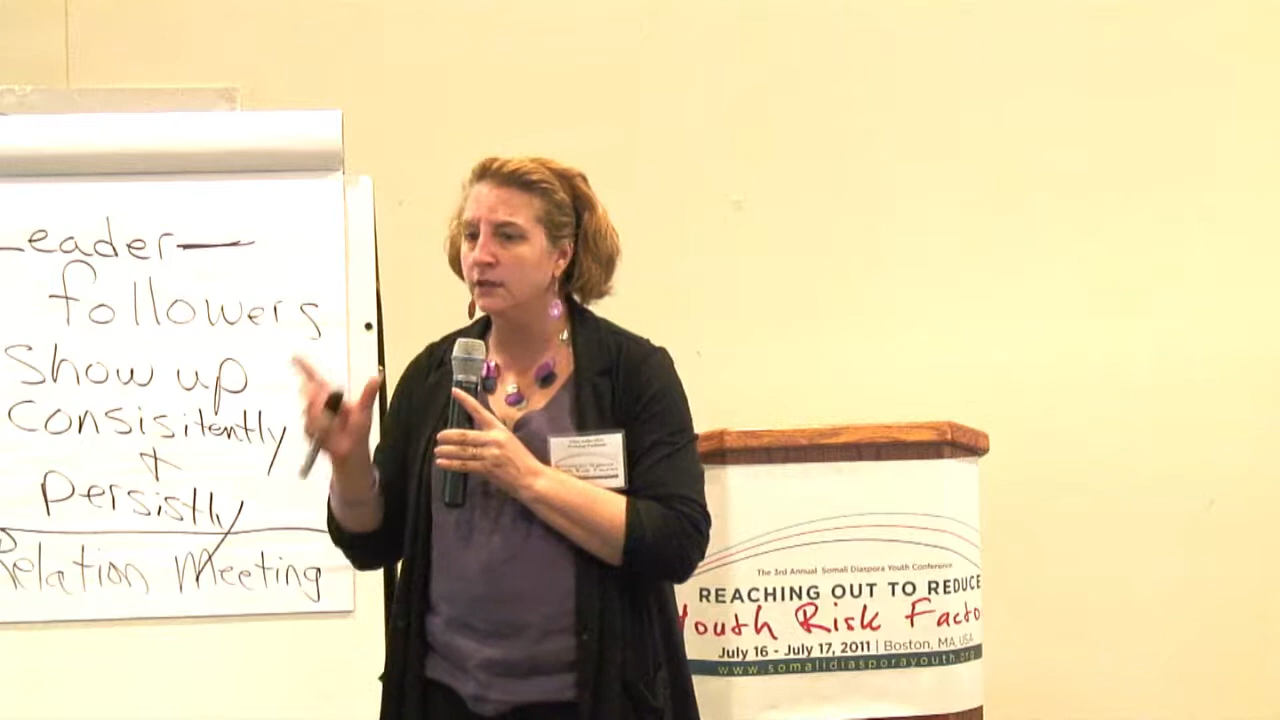 Leader—
followers
Show up
consisitently
+
Persistly
Relation Meeting
The 3rd Annual Somali Diaspora Youth Conference
REACHING OUT TO REDUCE
Youth Risk Facto
July 16 - July 17, 2011 | Boston, MA, USA
www.somalidiasporayouth.org